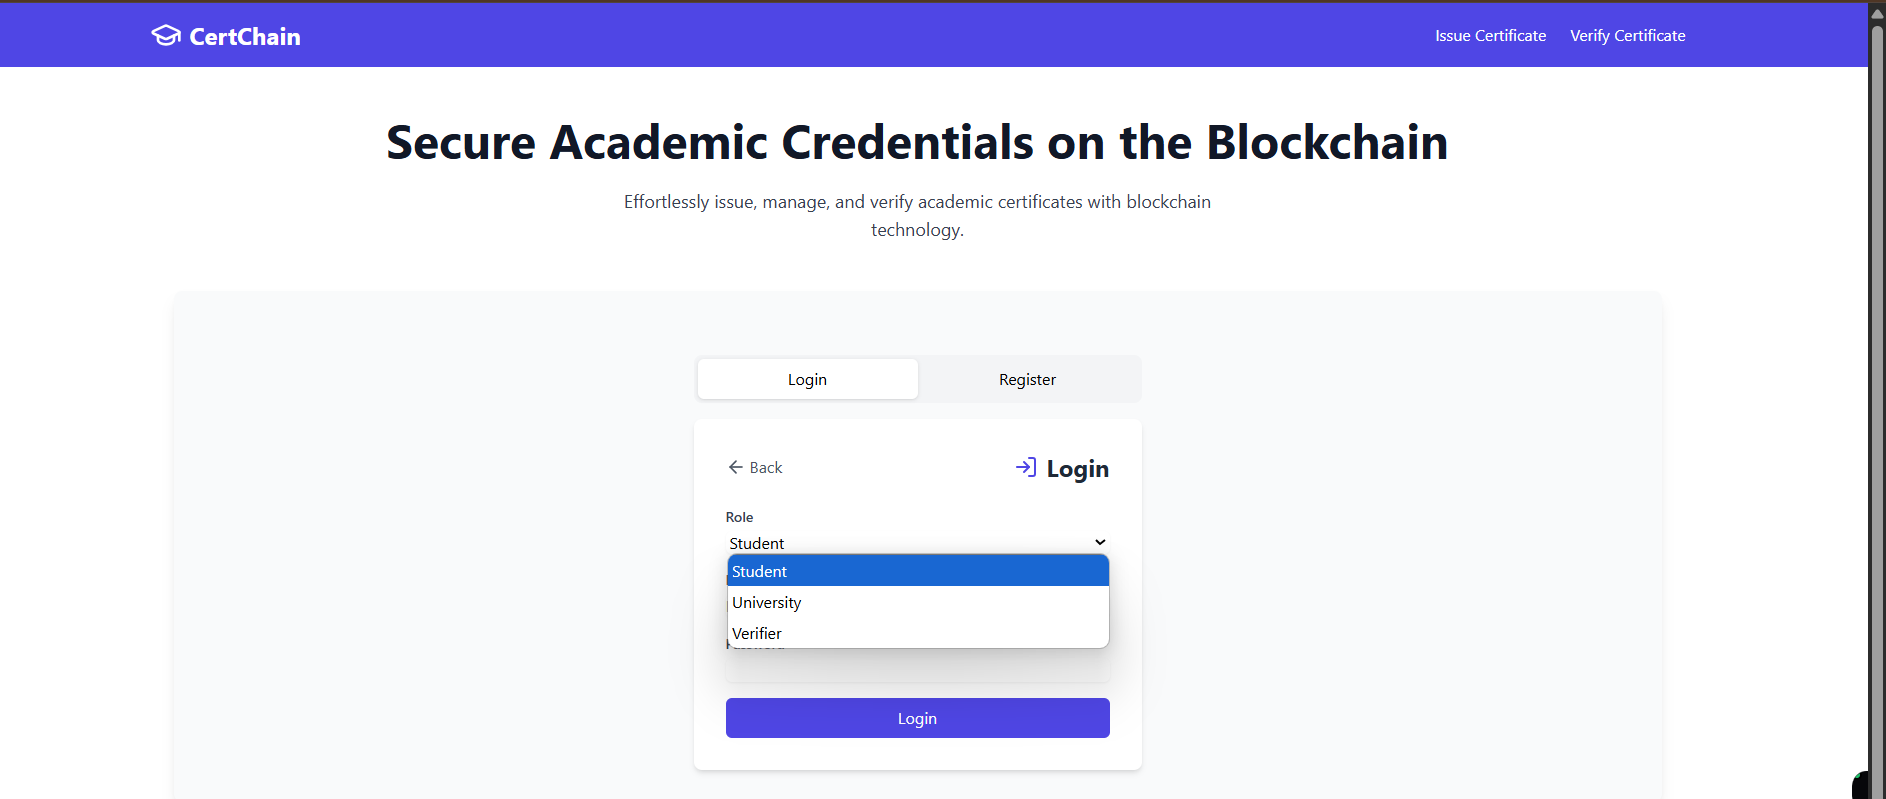 CertChain
Issue Certificate
Verify Certificate
Secure Academic Credentials on the Blockchain
Effortlessly issue, manage, and verify academic certificates with blockchain
technology.
Login
Register
Back
Login
Role
Student
Student
University
Verifier
Login